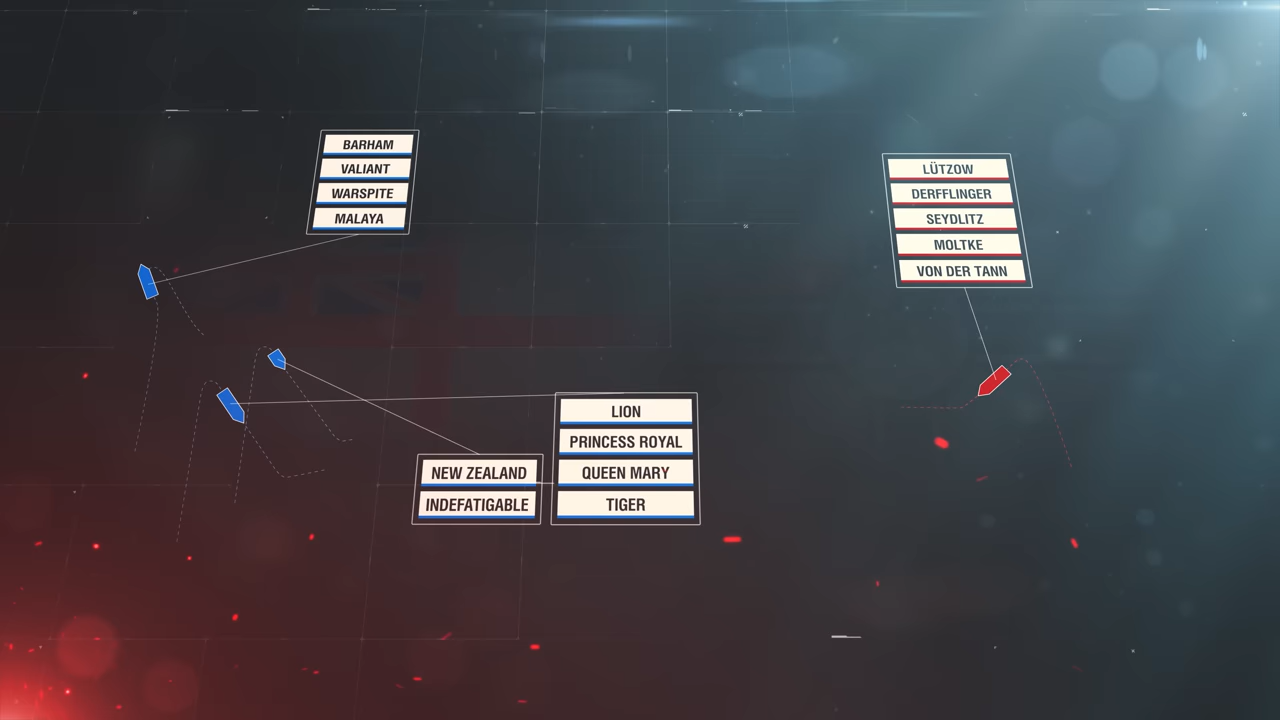 BARHAM
VALIANT
WARSPITE
MALAYA
LÜTZOW
DERFFLINGER
SEYDLITZ
MOLTKE
VON DER TANN
NEW ZEALAND
INDEFATIGABLE
LION
PRINCESS ROYAL
QUEEN MARY
TIGER